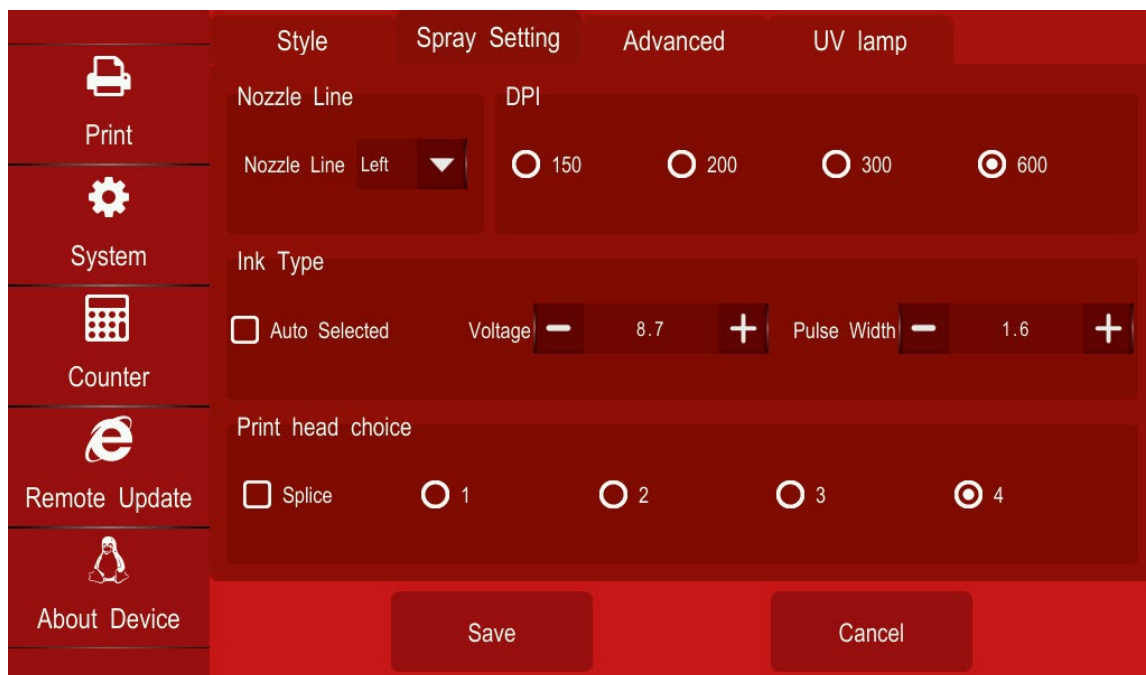 Print
System
Counter
Remote Update
About Device
Style Spray Setting Advanced UV lamp
Nozzle Line
Nozzle Line Left
DPI
150 200 300 600
Ink Type
Auto Selected Voltage 8.7 Pulse Width 1.6
Print head choice
Splice 1 2 3 4
Save Cancel